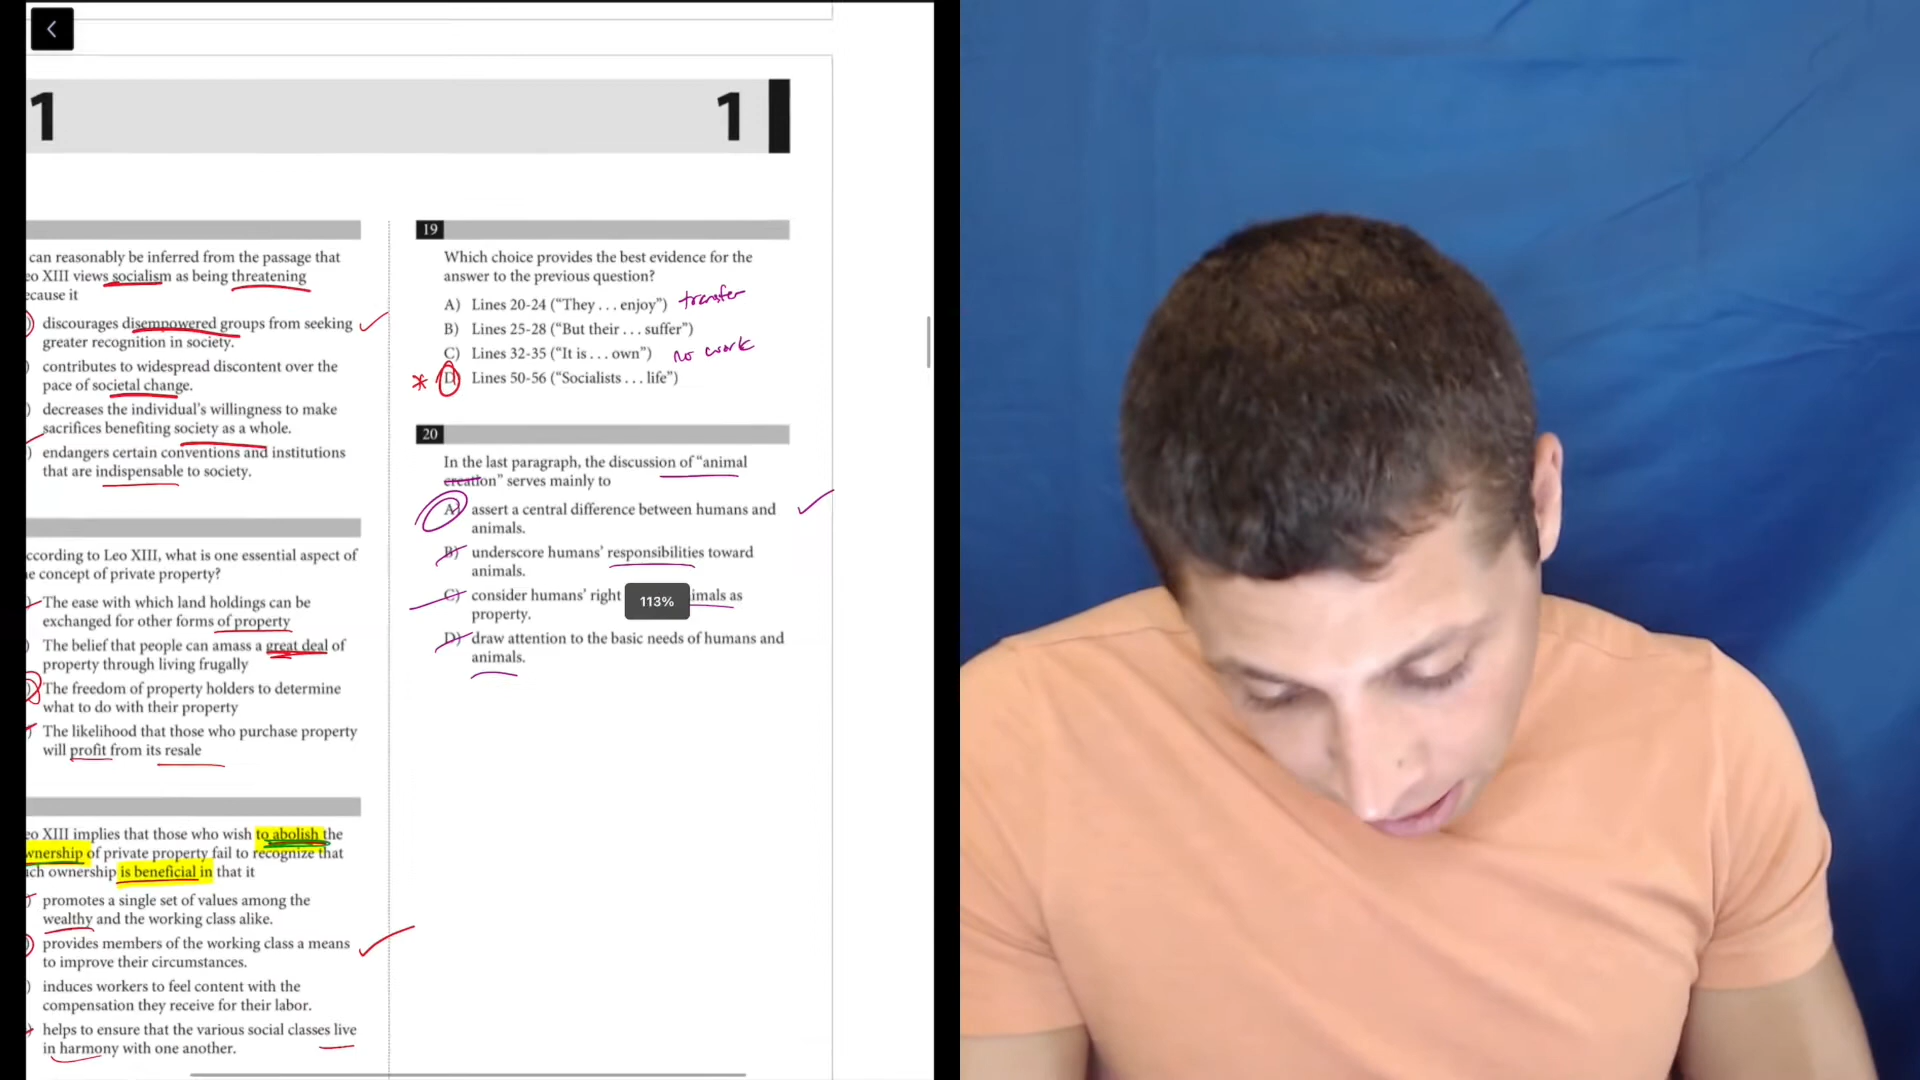 1
1
can reasonably be inferred from the passage that
eo XIII views socialism as being threatening
ecause it
discourages disempowered groups from seeking
greater recognition in society.
) contributes to widespread discontent over the
pace of societal change.
) decreases the individual's willingness to make
sacrifices benefiting society as a whole.
) endangers certain conventions and institutions
that are indispensable to society.
ccording to Leo XIII, what is one essential aspect of
e concept of private property?
The ease with which land holdings can be
exchanged for other forms of property
) The belief that people can amass a great deal of
property through living frugally
The freedom of property holders to determine
what to do with their property
The likelihood that those who purchase property
will profit from its resale
eo XIII implies that those who wish to abolish the
wnership of private property fail to recognize that
ch ownership is beneficial in that it
) promotes a single set of values among the
wealthy and the working class alike.
) provides members of the working class a means
to improve their circumstances.
) induces workers to feel content with the
compensation they receive for their labor.
helps to ensure that the various social classes live
in harmony with one another.
19
Which choice provides the best evidence for the
answer to the previous question?
A) Lines 20-24 (“They . . . enjoy”) transfer
B) Lines 25-28 (“But their . . . suffer”)
C) Lines 32-35 (“It is . . . own”) no work
* D Lines 50-56 (“Socialists . . . life”)
20
In the last paragraph, the discussion of “animal
creation” serves mainly to
A) assert a central difference between humans and
animals.
B) underscore humans' responsibilities toward
animals.
C) consider humans' right imals as
113%
property.
D) draw attention to the basic needs of humans and
animals.